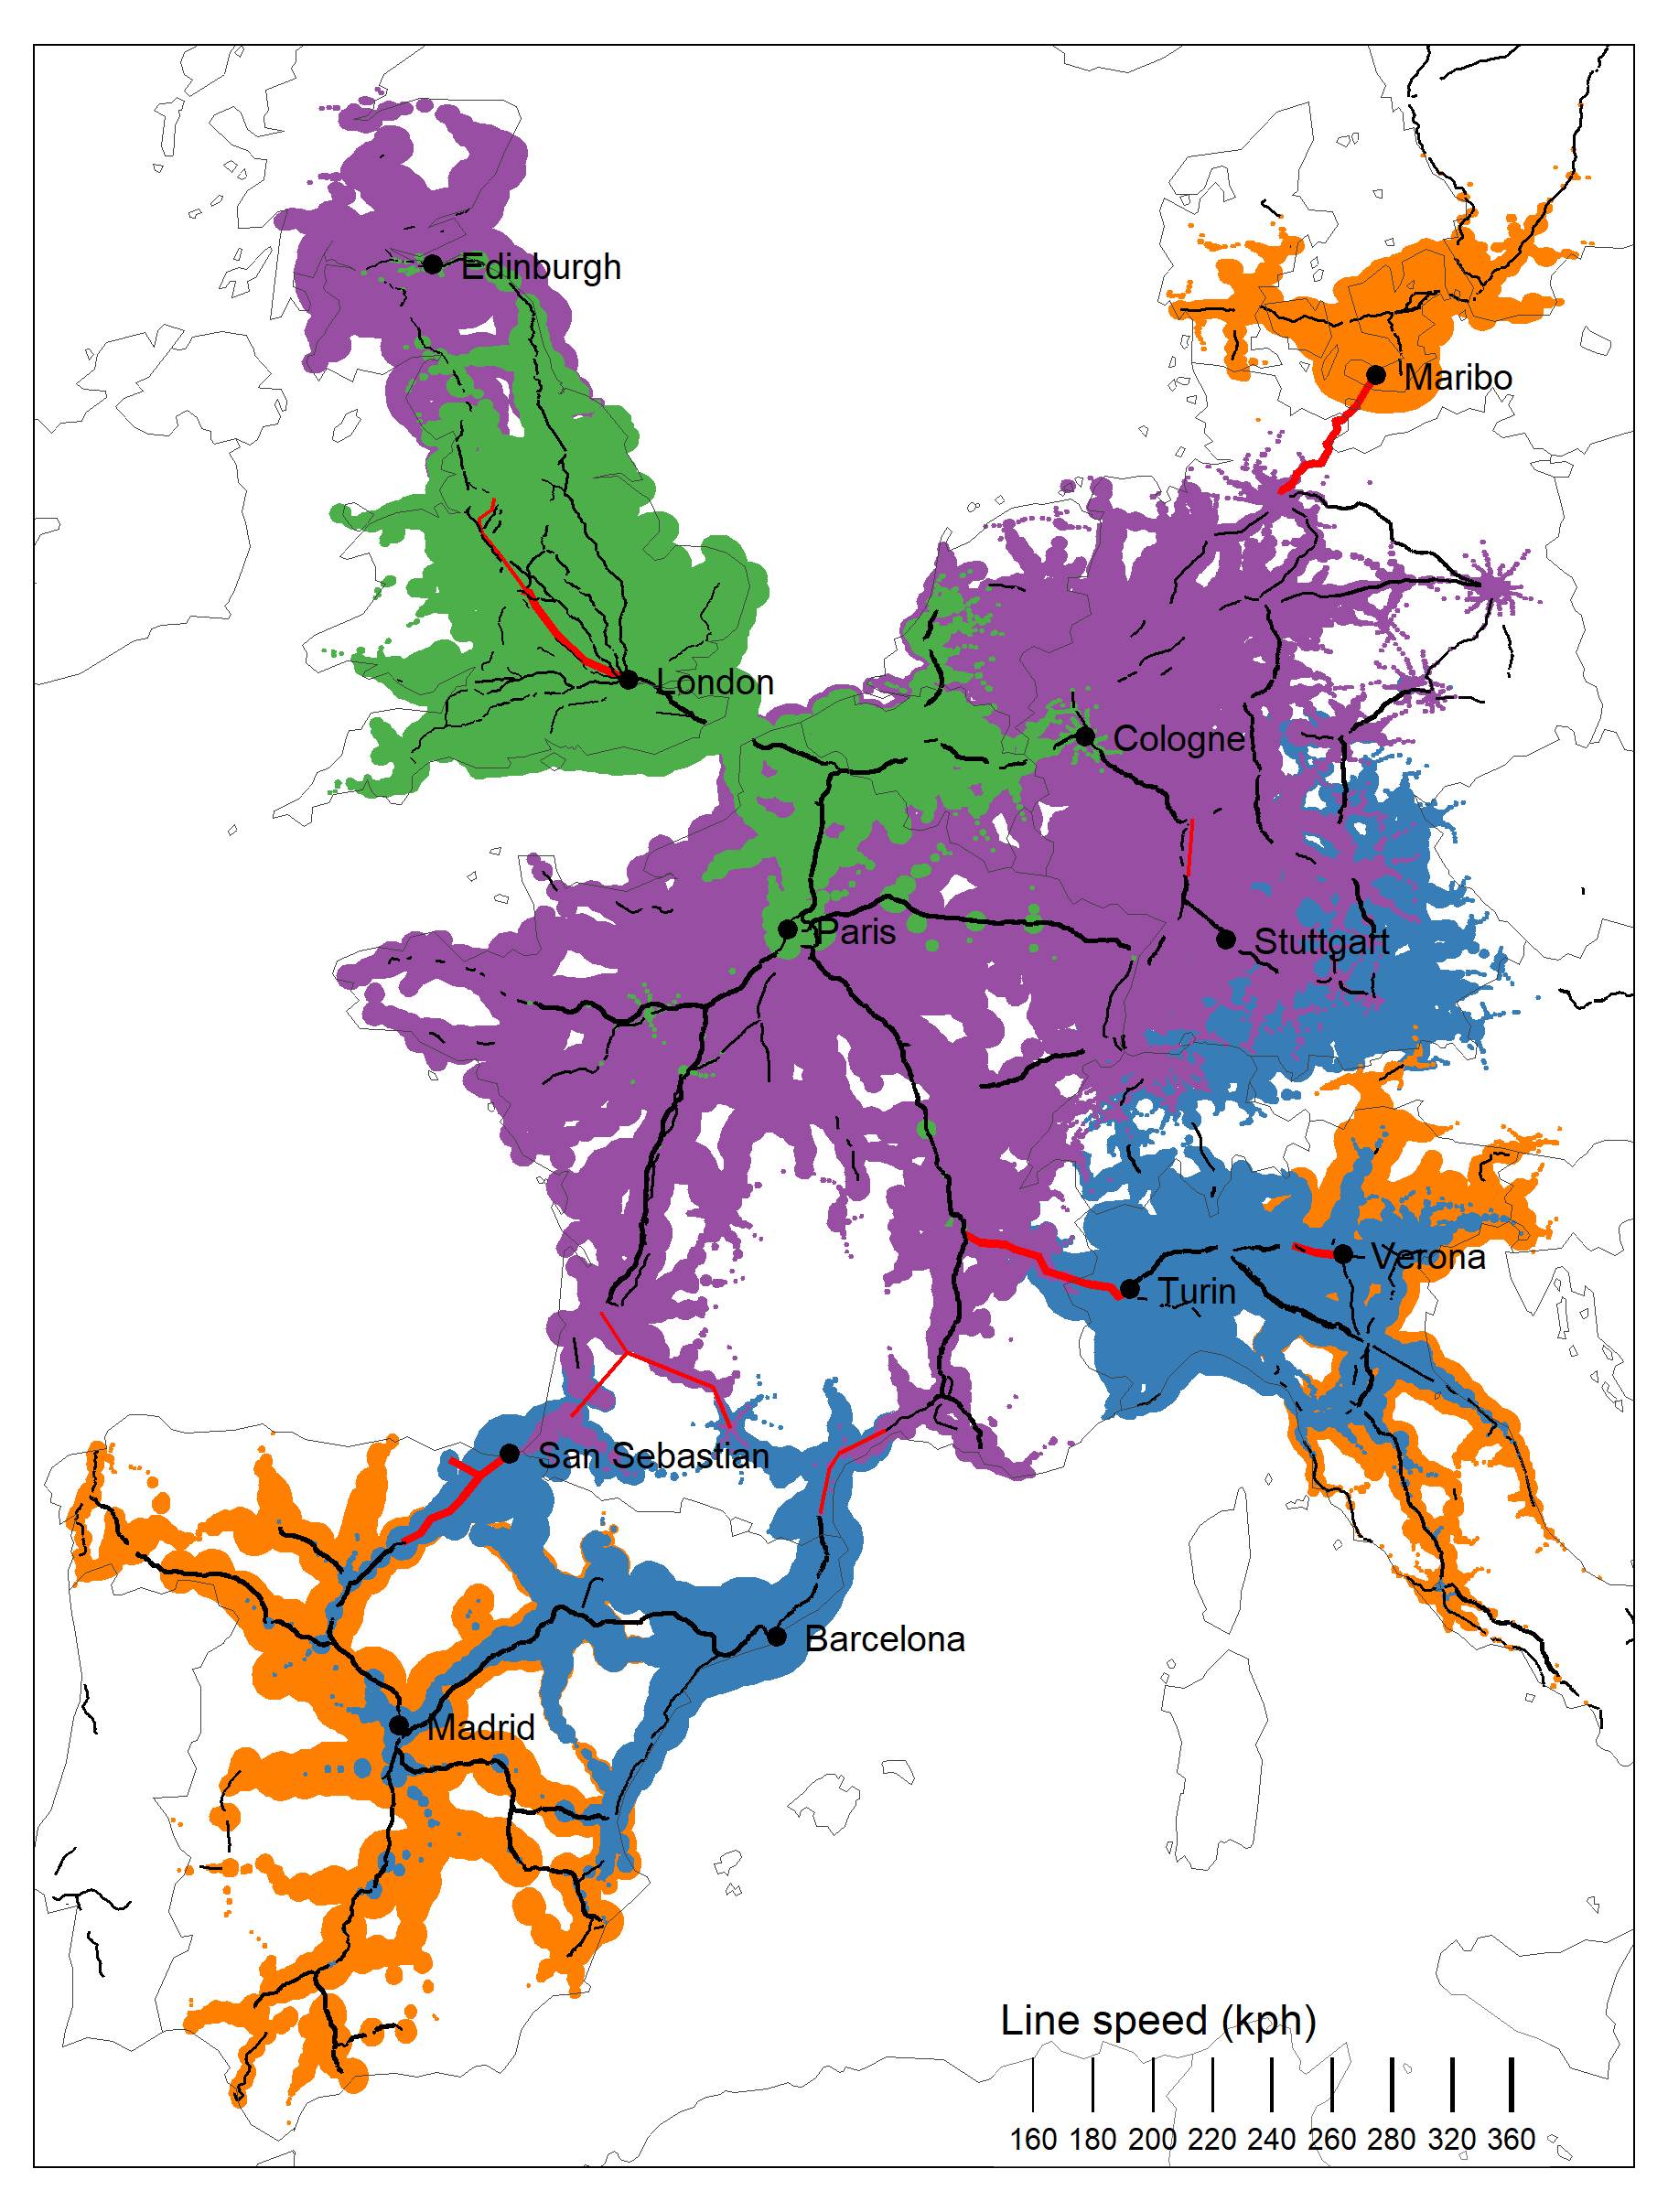 Edinburgh
Maribo
London
Cologne
Paris
Stuttgart
Verona
Turin
San Sebastian
Barcelona
Madrid
Line speed (kph)
160 180 200 220 240 260 280 320 360